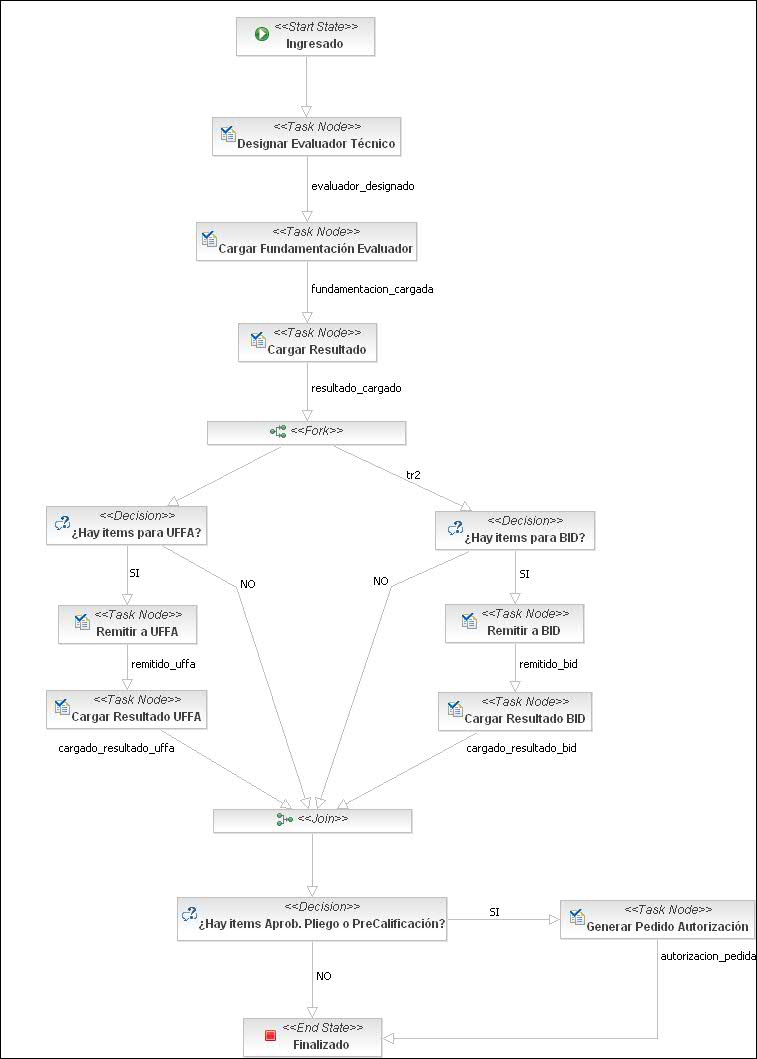 <<Start State>>
Ingresado
<<Task Node>>
Designar Evaluador Técnico
evaluador_designado
<<Task Node>>
Cargar Fundamentación Evaluador
fundamentacion_cargada
<<Task Node>>
Cargar Resultado
resultado_cargado
<<Fork>>
tr2
<<Decision>>
¿Hay items para UFFA?
<<Decision>>
¿Hay items para BID?
SI
NO
NO
SI
<<Task Node>>
Remitir a UFFA
<<Task Node>>
Remitir a BID
remitido_uffa
remitido_bid
<<Task Node>>
Cargar Resultado UFFA
<<Task Node>>
Cargar Resultado BID
cargado_resultado_uffa
cargado_resultado_bid
<<Join>>
<<Decision>>
¿Hay items Aprob. Pliego o PreCalificación?
SI
<<Task Node>>
Generar Pedido Autorización
autorizacion_pedida
NO
<<End State>>
Finalizado